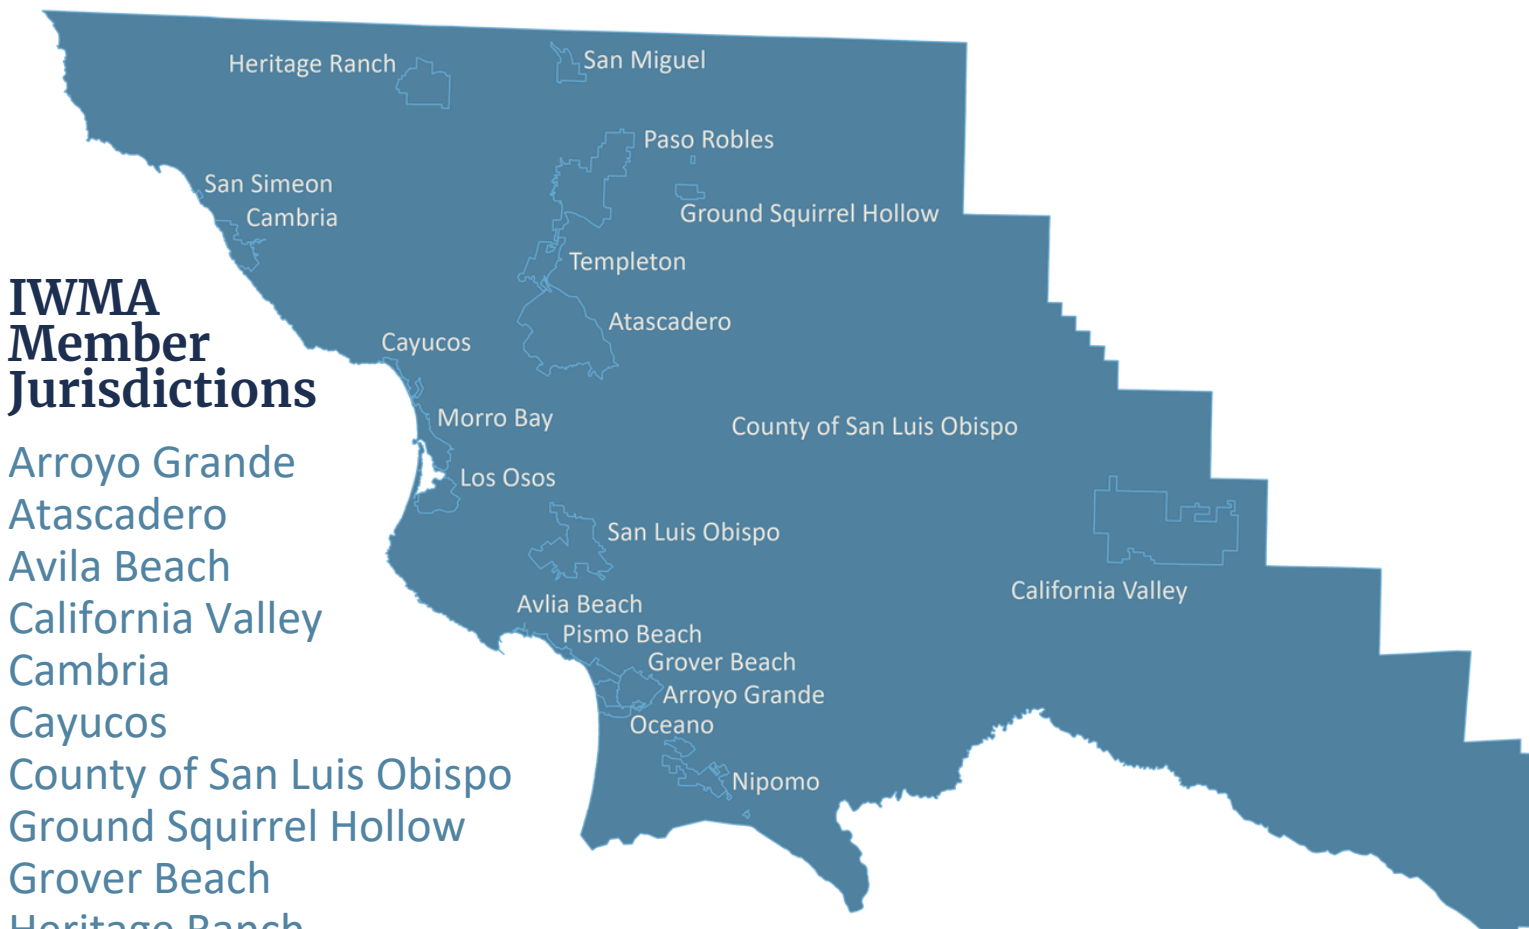 Heritage Ranch
San Miguel
Paso Robles
San Simeon
Cambria
Ground Squirrel Hollow
Templeton
Atascadero
Cayucos
Morro Bay
County of San Luis Obispo
Los Osos
San Luis Obispo
California Valley
Avlia Beach
Pismo Beach
Grover Beach
Arroyo Grande
Oceano
Nipomo
IWMA
Member
Jurisdictions
Arroyo Grande
Atascadero
Avila Beach
California Valley
Cambria
Cayucos
County of San Luis Obispo
Ground Squirrel Hollow
Grover Beach
Heritage Ranch